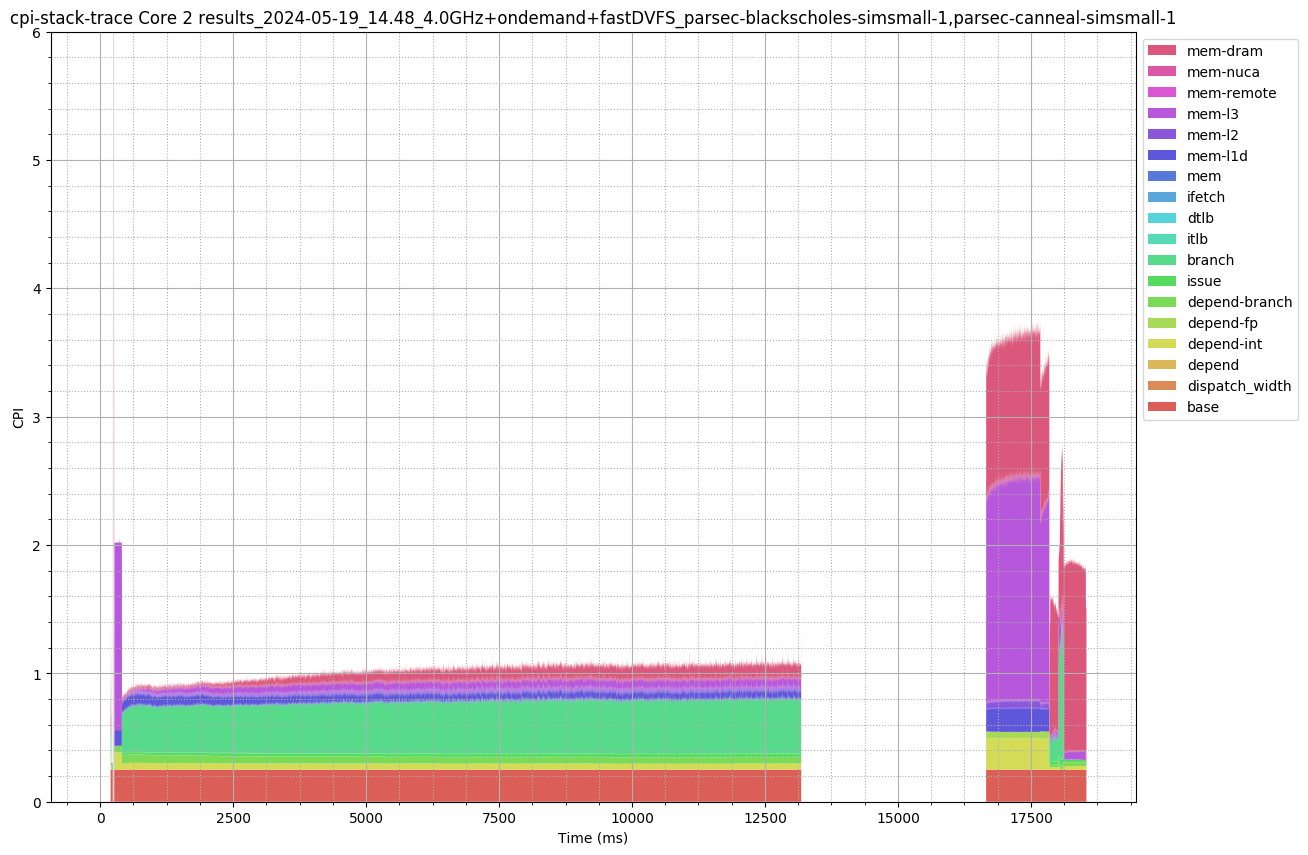 cpi-stack-trace Core 2 results_2024-05-19_14.48_4.0GHz+ondemand+fastDVFS_parsec-blackscholes-simsmall-1,parsec-canneal-simsmall-1
6
5
4
3
2
1
0
CPI
0
2500
5000
7500
10000
12500
15000
17500
Time (ms)
mem-dram
mem-nuca
mem-remote
mem-l3
mem-l2
mem-l1d
mem
ifetch
dtlb
itlb
branch
issue
depend-branch
depend-fp
depend-int
depend
dispatch_width
base